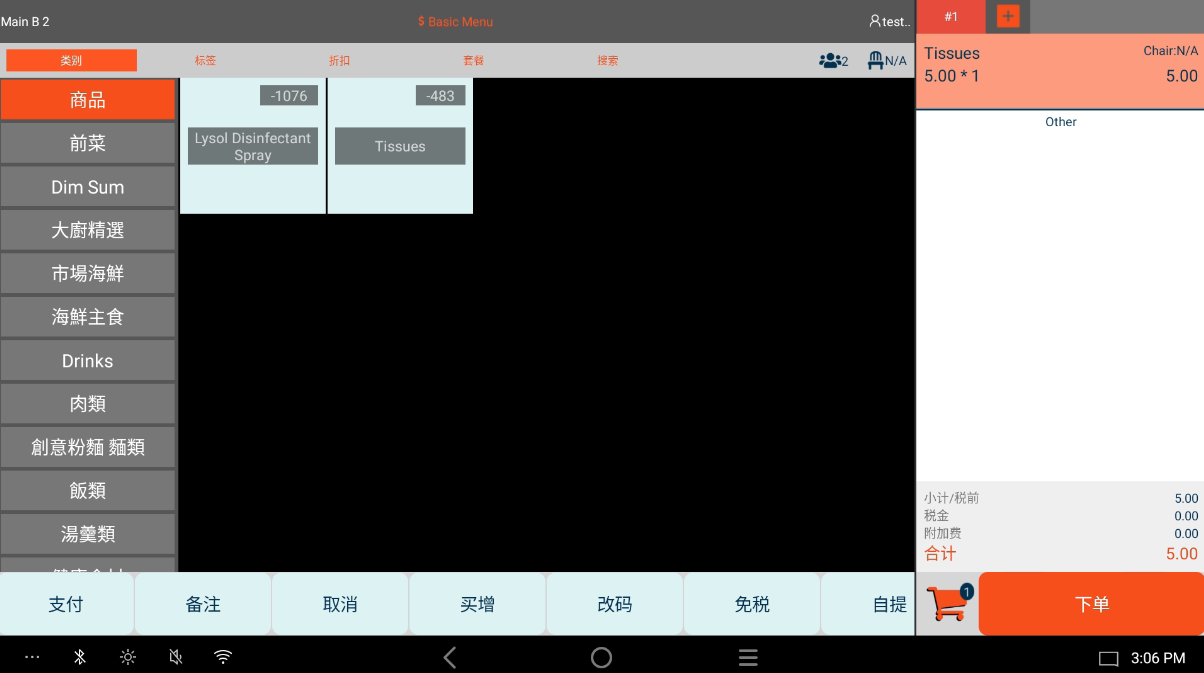 Main B 2
$ Basic Menu
test..
#1
类别
标签
折扣
套餐
搜索
2
N/A
Tissues
Chair:N/A
5.00 * 1
5.00
Other
商品
前菜
Dim Sum
大廚精選
市場海鮮
海鮮主食
Drinks
肉類
創意粉麵 麵類
飯類
湯羹類
-1076
Lysol Disinfectant
Spray
-483
Tissues
小计/税前
5.00
税金
0.00
附加费
0.00
合计
5.00
支付
备注
取消
买增
改码
免税
自提
1
下单
3:06 PM